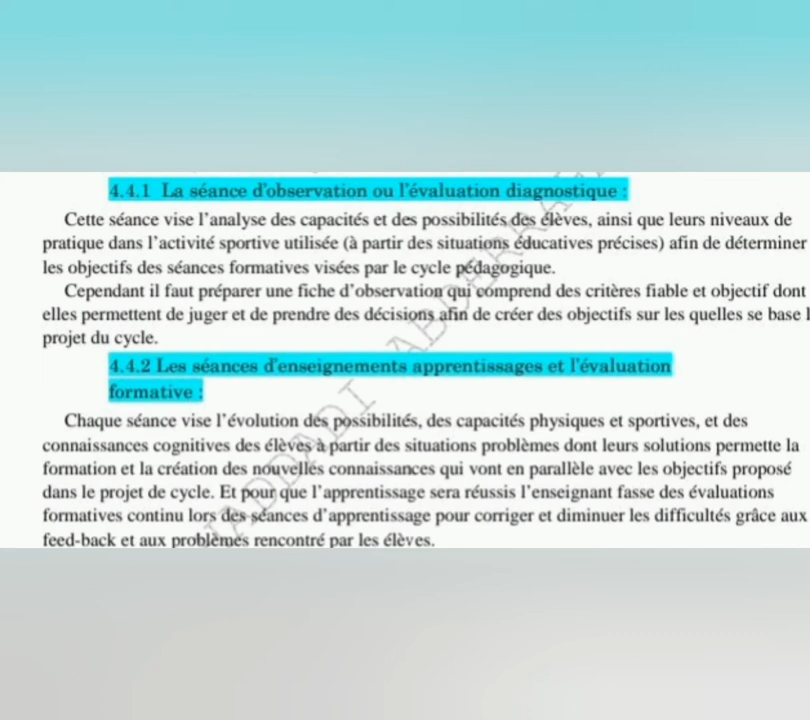 4.4.1 La séance d'observation ou l'évaluation diagnostique :
Cette séance vise l'analyse des capacités et des possibilités des élèves, ainsi que leurs niveaux de
pratique dans l'activité sportive utilisée (à partir des situations éducatives précises) afin de déterminer
les objectifs des séances formatives visées par le cycle pédagogique.
Cependant il faut préparer une fiche d'observation qui comprend des critères fiable et objectif dont
elles permettent de juger et de prendre des décisions afin de créer des objectifs sur les quelles se base l
projet du cycle.
4.4.2 Les séances d'enseignements apprentissages et l'évaluation
formative :
Chaque séance vise l'évolution des possibilités, des capacités physiques et sportives, et des
connaissances cognitives des élèves à partir des situations problèmes dont leurs solutions permette la
formation et la création des nouvelles connaissances qui vont en parallèle avec les objectifs proposé
dans le projet de cycle. Et pour que l'apprentissage sera réussis l'enseignant fasse des évaluations
formatives continu lors des séances d'apprentissage pour corriger et diminuer les difficultés grâce aux
feed-back et aux problèmes rencontré par les élèves.